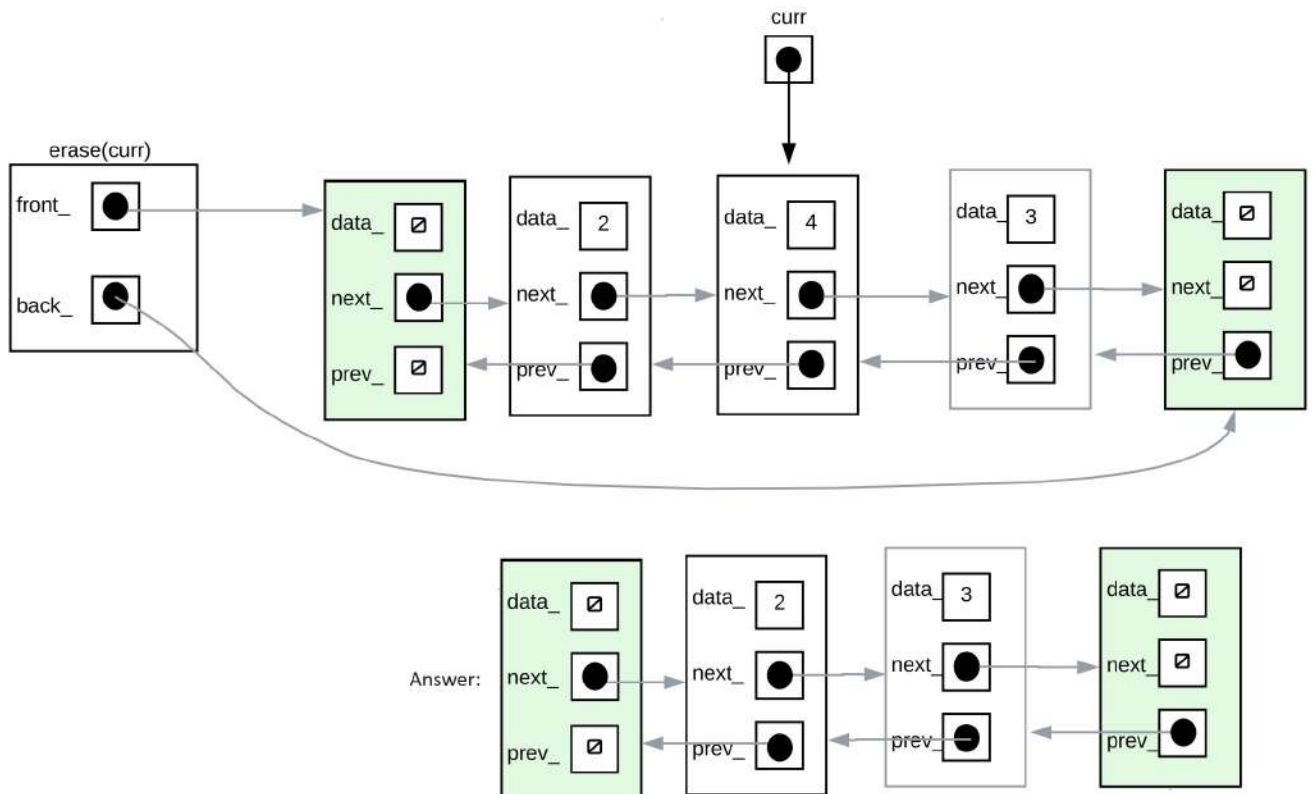 curr
erase(curr)
front_
back_
data_
next_
prev_
data_ 2
next_
prev_
data_ 4
next_
prev_
data_ 3
next_
prev_
data_
next_
prev_
Answer:
data_
next_
prev_
data_ 2
next_
prev_
data_ 3
next_
prev_
data_
next_
prev_